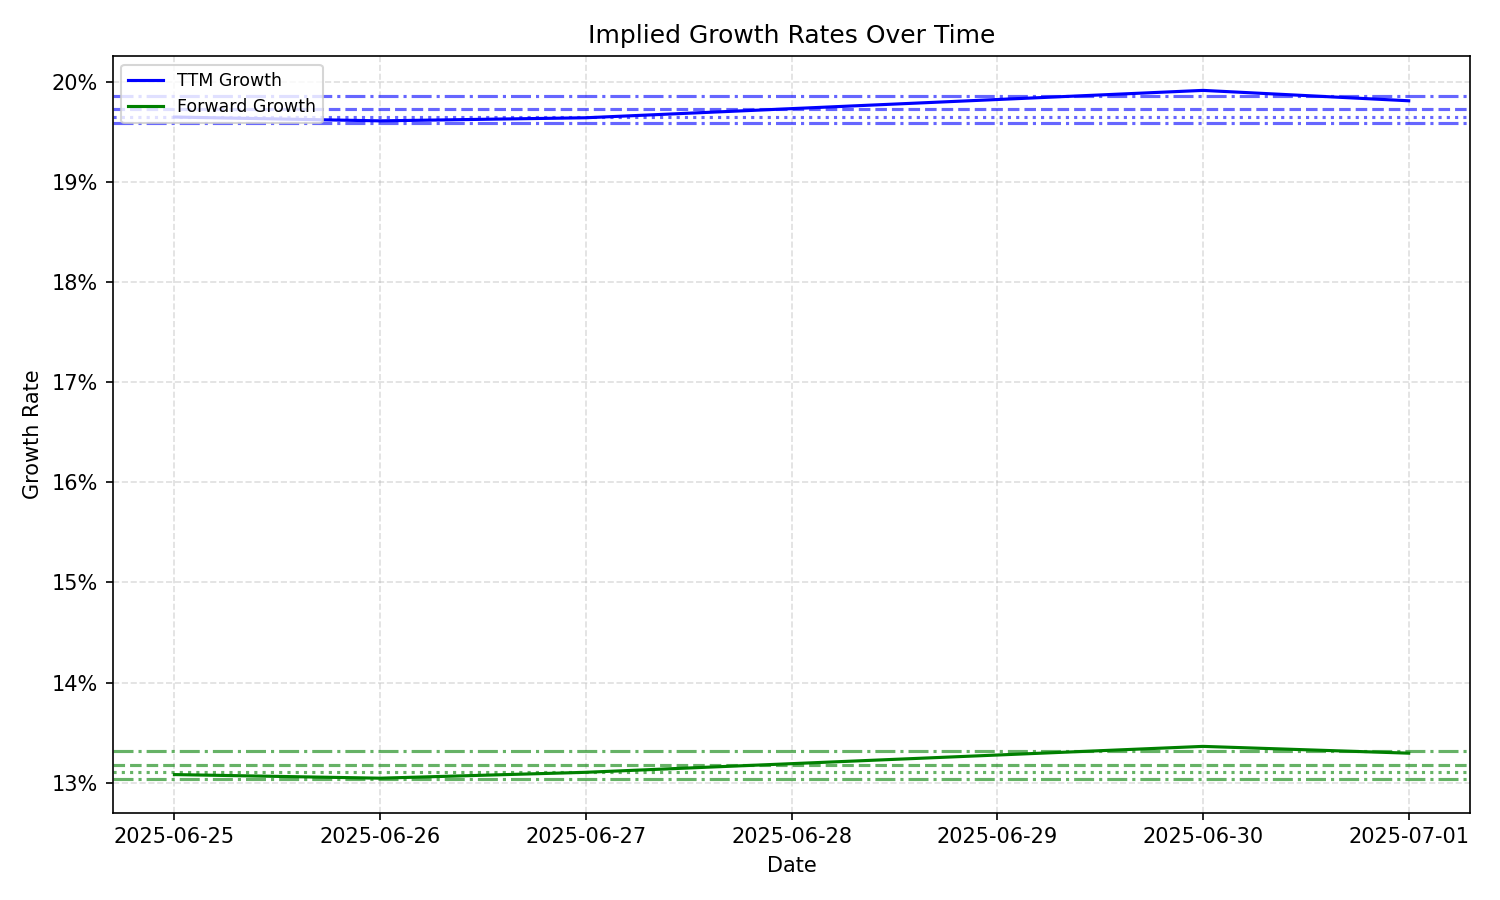 Implied Growth Rates Over Time
TTM Growth
Forward Growth
20%
19%
18%
17%
16%
15%
14%
13%
Growth Rate
2025-06-25 2025-06-26 2025-06-27 2025-06-28 2025-06-29 2025-06-30 2025-07-01
Date